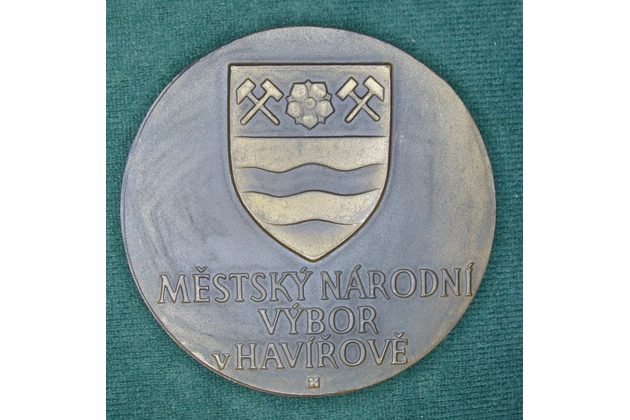 MĚSTSKÝ NÁRODNÍ
VÝBOR
v HAVÍŘOVĚ